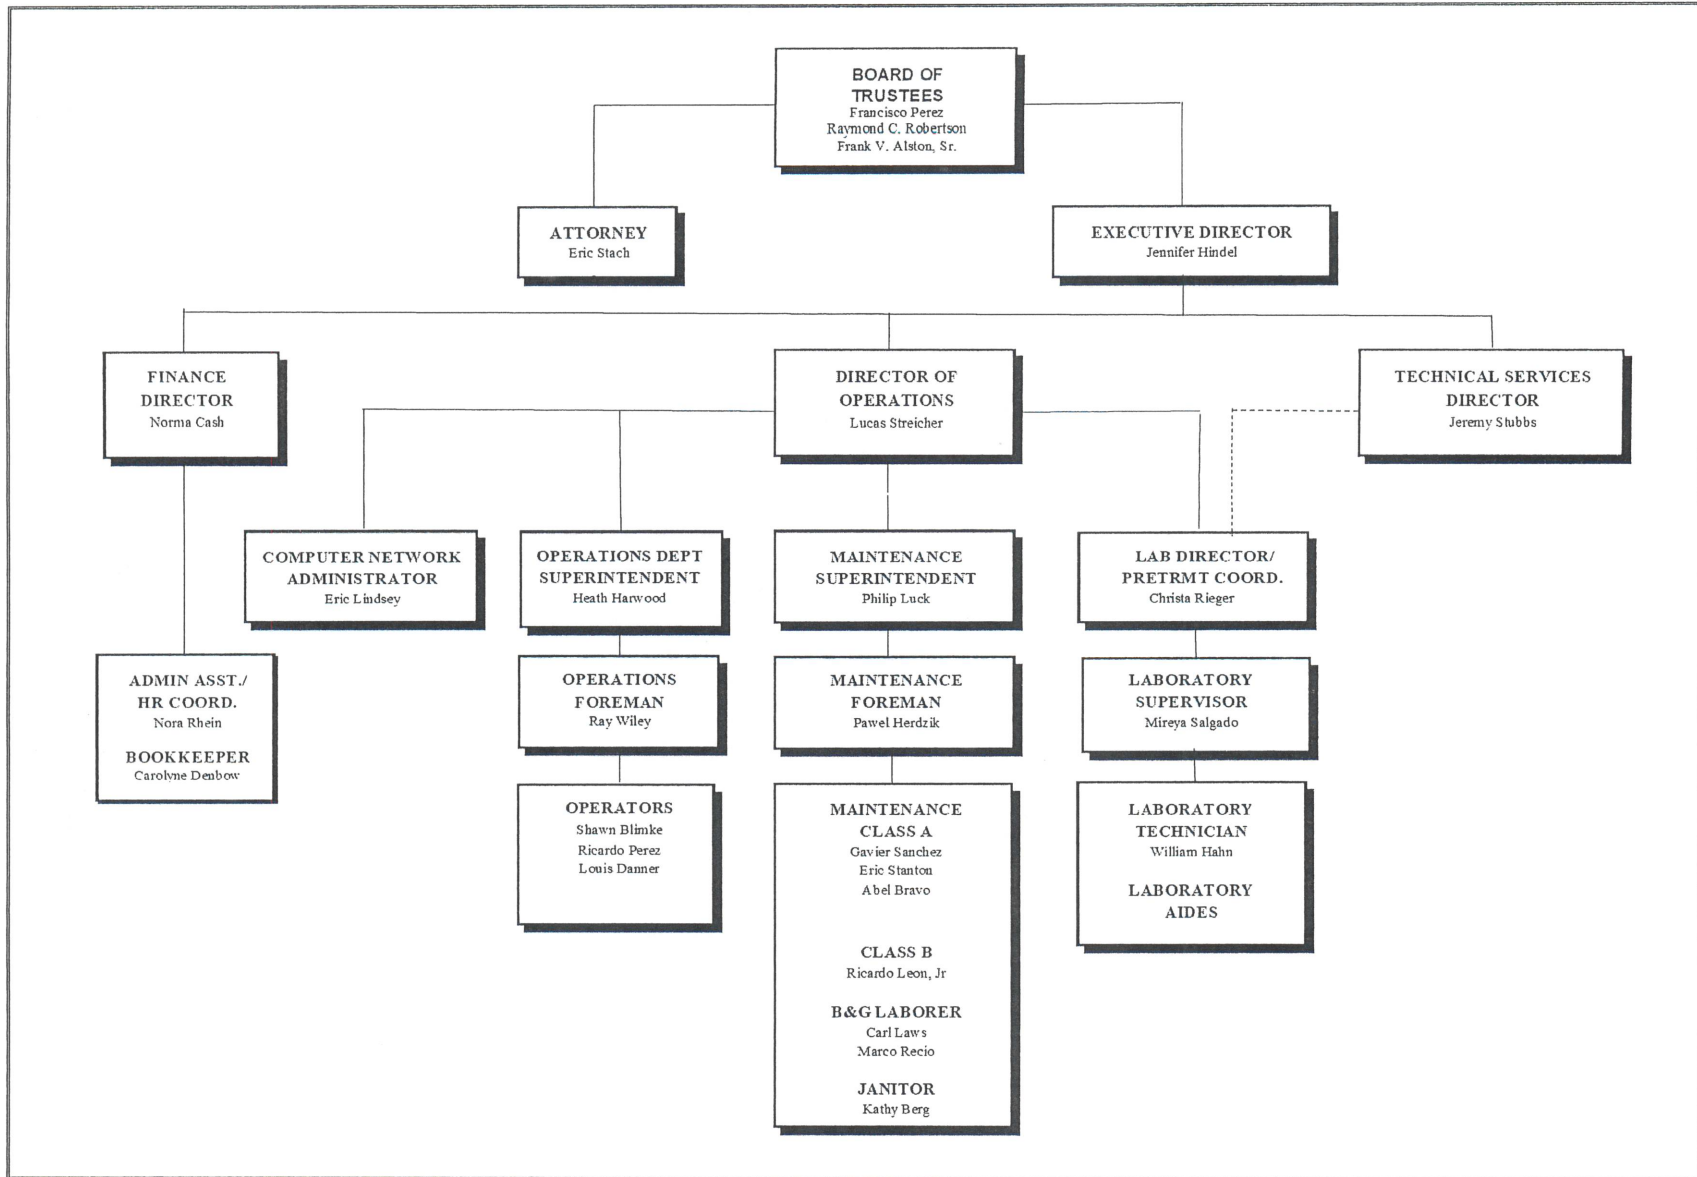 BOARD OF
TRUSTEES
Francisco Perez
Raymond C. Robertson
Frank V. Alston, Sr.
ATTORNEY
Eric Stach
EXECUTIVE DIRECTOR
Jennifer Hindel
FINANCE
DIRECTOR
Norma Cash
DIRECTOR OF
OPERATIONS
Lucas Streicher
TECHNICAL SERVICES
DIRECTOR
Jeremy Stubbs
COMPUTER NETWORK
ADMINISTRATOR
Eric Lindsey
OPERATIONS DEPT
SUPERINTENDENT
Heath Harwood
MAINTENANCE
SUPERINTENDENT
Philip Luck
LAB DIRECTOR/
PRETRMT COORD.
Christa Rieger
ADMIN ASST./
HR COORD.
Nora Rhein
BOOKKEEPER
Carolyne Denbow
OPERATIONS
FOREMAN
Ray Wiley
MAINTENANCE
FOREMAN
Pawel Herdzik
LABORATORY
SUPERVISOR
Mireya Salgado
OPERATORS
Shawn Blimke
Ricardo Perez
Louis Danner
MAINTENANCE
CLASS A
Gavier Sanchez
Eric Stanton
Abel Bravo
CLASS B
Ricardo Leon, Jr
B&G LABORER
Carl Laws
Marco Recio
JANITOR
Kathy Berg
LABORATORY
TECHNICIAN
William Hahn
LABORATORY
AIDES